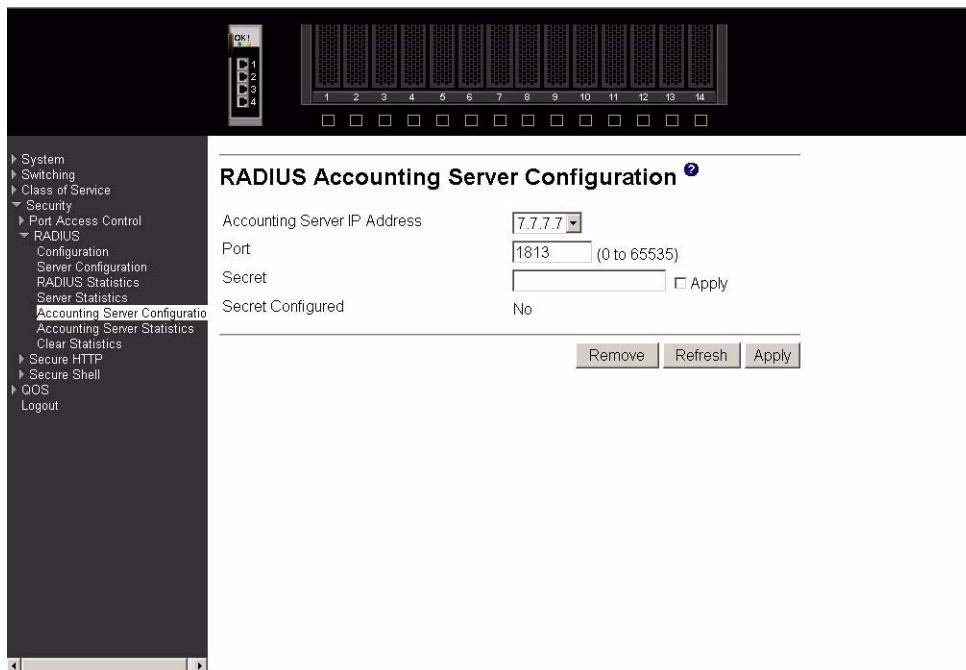 OK!
1
2
3
4
1 2 3 4 5 6 7 8 9 10 11 12 13 14
System
Switching
Class of Service
Security
Port Access Control
RADIUS
Configuration
Server Configuration
RADIUS Statistics
Server Statistics
Accounting Server Configuratio
Accounting Server Statistics
Clear Statistics
Secure HTTP
Secure Shell
QOS
Logout
RADIUS Accounting Server Configuration ?
Accounting Server IP Address 7.7.7.7
Port 1813 (0 to 65535)
Secret Apply
Secret Configured No
Remove Refresh Apply